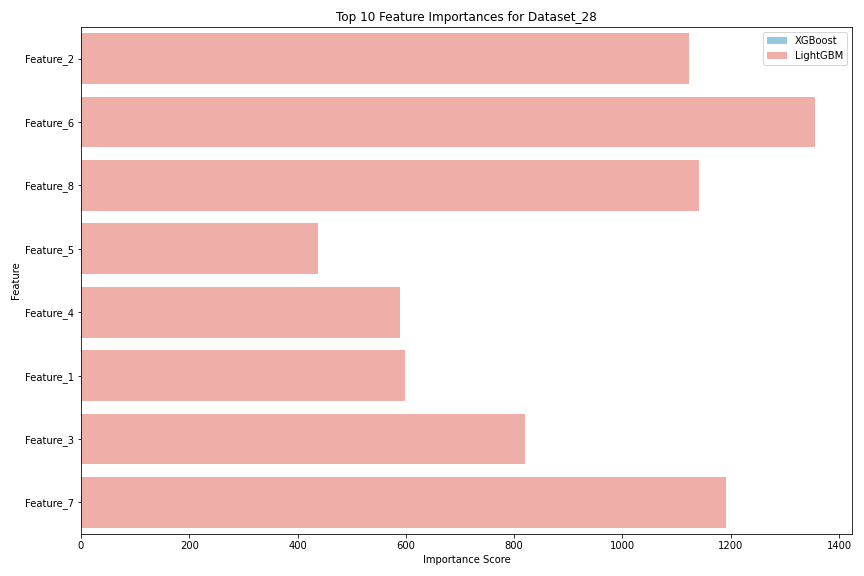 Top 10 Feature Importances for Dataset_28
XGBoost
LightGBM
Feature_2
Feature_6
Feature_8
Feature_5
Feature_4
Feature_1
Feature_3
Feature_7
Feature
0 200 400 600 800 1000 1200 1400
Importance Score